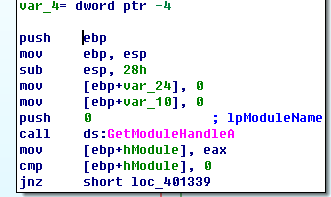 var_4= dword ptr -4
push ebp
mov ebp, esp
sub esp, 28h
mov [ebp+var_24], 0
mov [ebp+var_10], 0
push 0 ; lpModuleName
call ds:GetModuleHandleA
mov [ebp+hModule], eax
cmp [ebp+hModule], 0
jnz short loc_401339